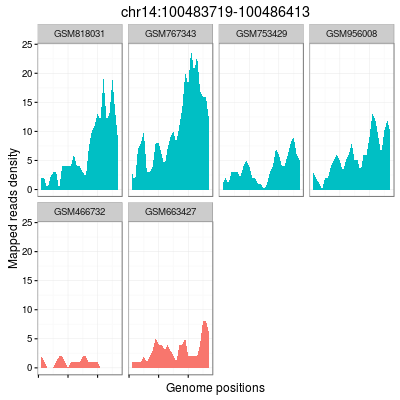 chr14:100483719-100486413
GSM818031 GSM767343 GSM753429 GSM956008
25
20
15
10
5
0
Mapped reads density
GSM466732 GSM663427
25
20
15
10
5
0
Genome positions